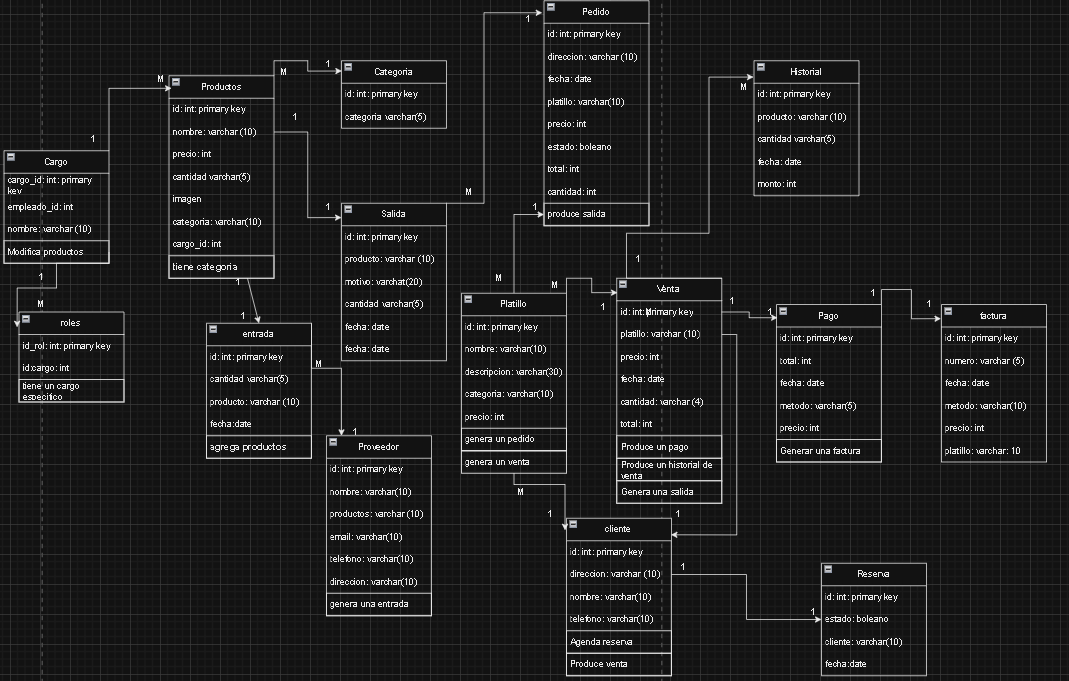 Pedido
id: int: primary key
direccion: varchar (10)
fecha: date
platillo: varchar(10)
precio: int
estado: boleano
total: int
cantidad: int
produce salida
1
Categoria
id: int: primary key
categoria varchar(5)
M
1
Historial
id: int: primary key
producto: varchar (10)
cantidad varchar(5)
fecha: date
monto: int
M
Productos
id: int: primary key
nombre: varchar (10)
precio: int
cantidad varchar(5)
imagen
categoria: varchar(10)
cargo_id: int
tiene categoria
M
1
1
Cargo
cargo_id: int: primary
key
empleado_id: int
nombre: varchar (10)
Modifica productos
1
1
M
roles
id_rol: int: primary key
id:cargo: int
tiene un cargo
especifico
Salida
id: int: primary key
producto: varchar (10)
motivo: varchat(20)
cantidad varchar(5)
fecha: date
fecha: date
1
M
entrada
id: int: primary key
cantidad varchar(5)
producto: varchar (10)
fecha:date
agrega productos
1
M
1
Proveedor
id: int: primary key
nombre: varchar(10)
productos: varchar (10)
email: varchar(10)
telefono: varchar(10)
direccion: varchar(10)
genera una entrada
Platillo
id: int: primary key
nombre: varchar(10)
descripcion: varchar(30)
categoria: varchar(10)
precio: int
genera un pedido
genera un venta
M
1
M
1
M
1
Venta
id: int: primary key
platillo: varchar (10)
precio: int
fecha: date
cantidad: varchar (4)
total: int
Produce un pago
Produce un historial de
venta
Genera una salida
1
1
1
1
Pago
id: int: primary key
total: int
fecha: date
metodo: varchar(5)
precio: int
Generar una factura
1
1
factura
id: int: primary key
numero: varchar (5)
fecha: date
metodo: varchar(10)
precio: int
platillo: varchar: 10
cliente
id: int: primary key
direccion: varchar (10)
nombre: varchar(10)
telefono: varchar(10)
Agenda reserva
Produce venta
1
1
Reserva
id: int: primary key
estado: boleano
cliente: varchar(10)
fecha:date